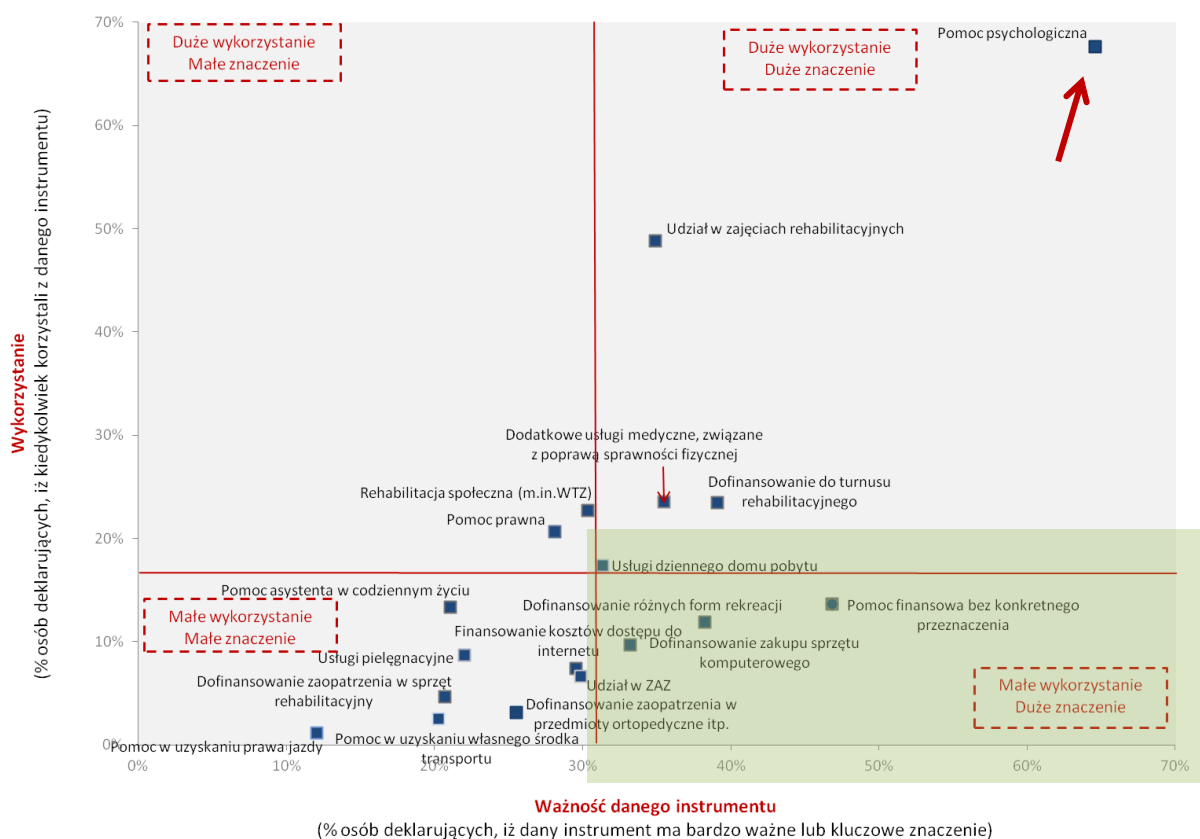 70%
Duże wykorzystanie
Małe znaczenie
Duże wykorzystanie
Duże znaczenie
Pomoc psychologiczna
60%
Udział w zajęciach rehabilitacyjnych
50%
40%
Wykorzystanie
(% osób deklarujących, iż kiedykolwiek korzystali z danego instrumentu)
30%
Dodatkowe usługi medyczne, związane
z poprawą sprawności fizycznej
Dofinansowanie do turnusu
rehabilitacyjnego
Rehabilitacja społeczna (m.in.WTZ)
Pomoc prawna
20%
Usługi dziennego domu pobytu
Pomoc asystenta w codziennym życiu
Małe wykorzystanie
Małe znaczenie
Dofinansowanie różnych form rekreacji
Pomoc finansowa bez konkretnego
przeznaczenia
10%
Finansowanie kosztów dostępu do
internetu
Dofinansowanie zakupu sprzętu
komputerowego
Usługi pielęgnacyjne
Dofinansowanie zaopatrzenia w sprzęt
rehabilitacyjny
Udział w ZAZ
Dofinansowanie zaopatrzenia w
przedmioty ortopedyczne itp.
Małe wykorzystanie
Duże znaczenie
0%
Pomoc w uzyskaniu prawa jazdy
Pomoc w uzyskaniu własnego środka
transportu
0%
10%
20%
30%
40%
50%
60%
70%
Ważność danego instrumentu
(% osób deklarujących, iż dany instrument ma bardzo ważne lub kluczowe znaczenie)